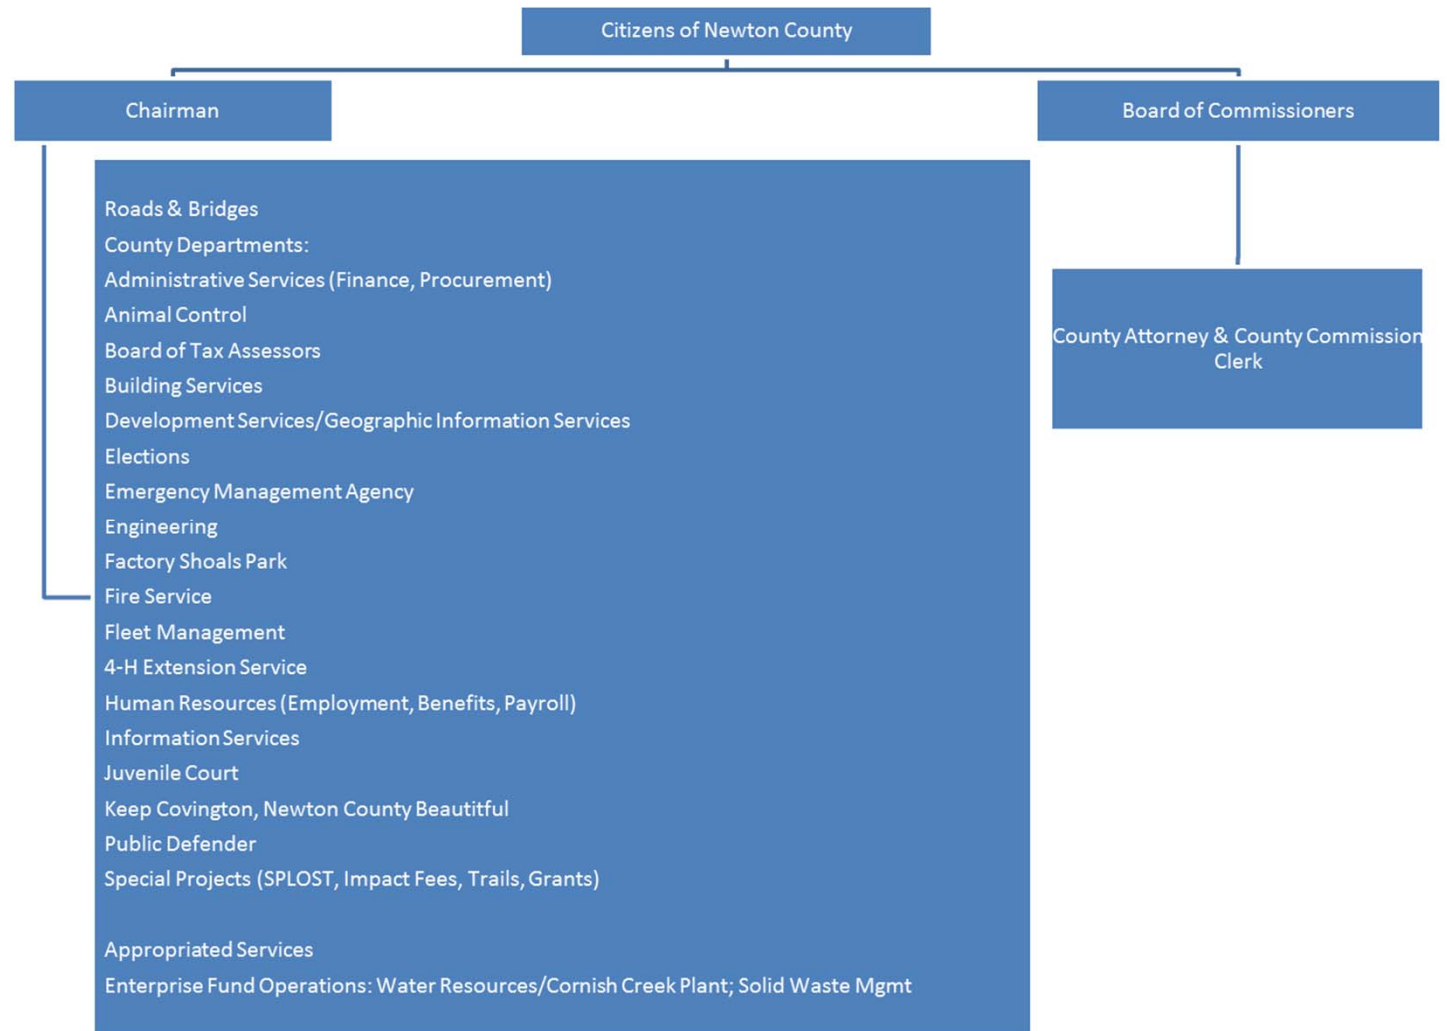 Citizens of Newton County
Chairman
Board of Commissioners
Roads & Bridges
County Departments:
Administrative Services (Finance, Procurement)
Animal Control
Board of Tax Assessors
Building Services
Development Services/Geographic Information Services
Elections
Emergency Management Agency
Engineering
Factory Shoals Park
Fire Service
Fleet Management
4-H Extension Service
Human Resources (Employment, Benefits, Payroll)
Information Services
Juvenile Court
Keep Covington, Newton County Beautitful
Public Defender
Special Projects (SPLOST, Impact Fees, Trails, Grants)
Appropriated Services
Enterprise Fund Operations: Water Resources/Cornish Creek Plant; Solid Waste Mgmt
County Attorney & County Commission
Clerk